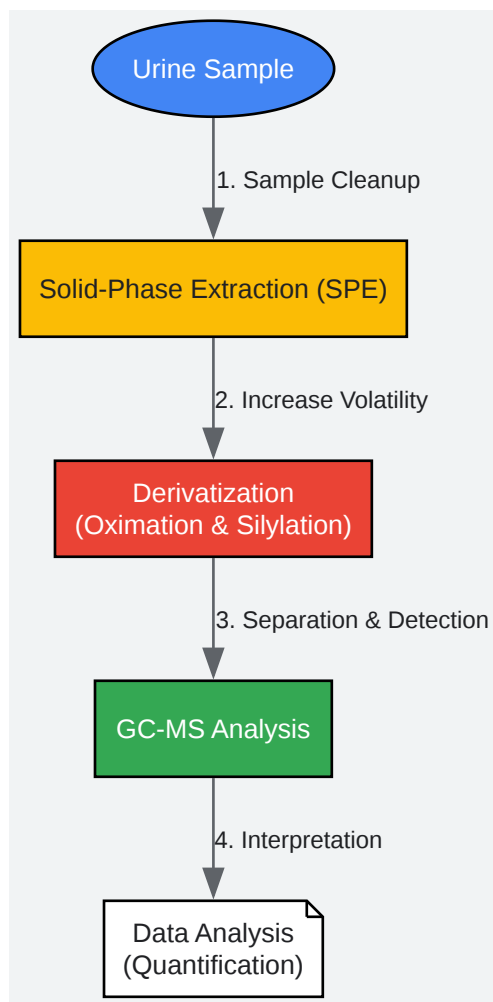 Urine Sample
1. Sample Cleanup
Solid-Phase Extraction (SPE)
2. Increase Volatility
Derivatization
(Oximation & Silylation)
3. Separation & Detection
GC-MS Analysis
4. Interpretation
Data Analysis
(Quantification)